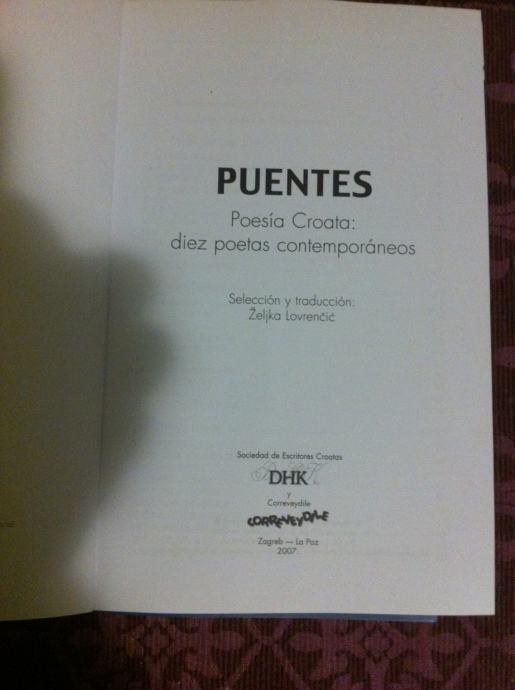 PUENTES
Poesía Croata:
diez poetas contemporáneos
Selección y traducción:
Željka Lovrenčić
Sociedad de Escritores Croatas
DHK
y
Correveydile
CORREVEYDILE
Zagreb — La Paz
2007